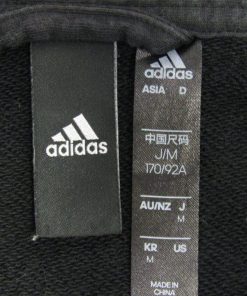 adidas
adidas
ASIA D
中国尺码
J/M
170/92A
AU/NZ J
M
KR US
M
MADE IN
CHINA